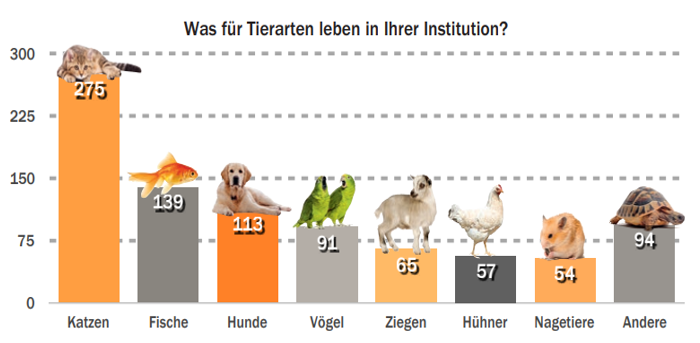 Was für Tierarten leben in Ihrer Institution?
300
225
150
75
0
275
139
113
91
65
57
54
94
Katzen
Fische
Hunde
Vögel
Ziegen
Hühner
Nagetiere
Andere